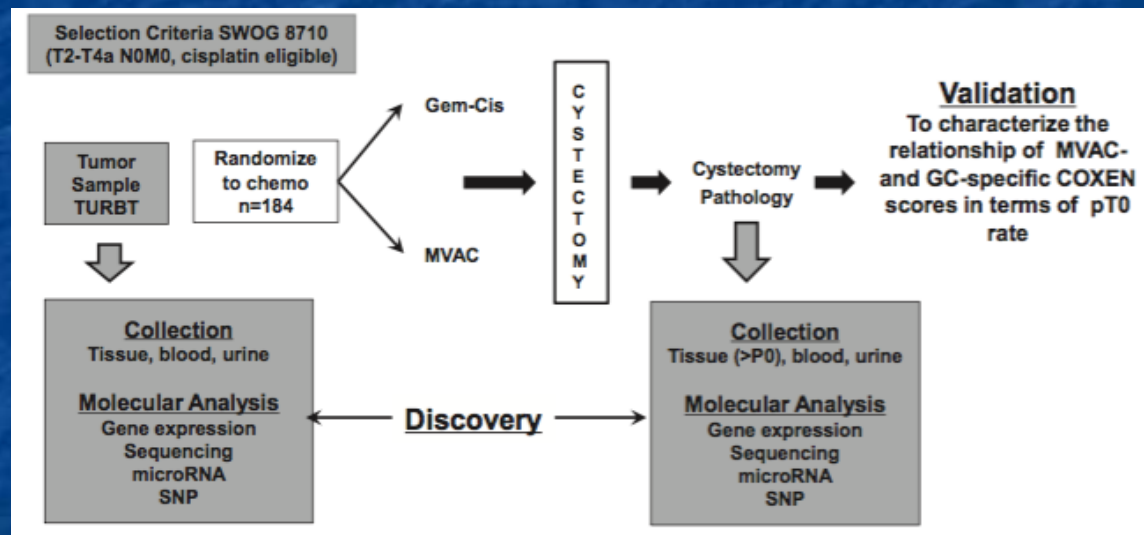 Selection Criteria SWOG 8710
(T2-T4a N0M0, cisplatin eligible)
Tumor
Sample
TURBT
Randomize
to chemo
n=184
Gem-Cis
MVAC
C
Y
S
T
E
C
T
O
M
Y
Cystectomy
Pathology
Validation
To characterize the
relationship of MVAC-
and GC-specific COXEN
scores in terms of pT0
rate
Collection
Tissue, blood, urine
Molecular Analysis
Gene expression
Sequencing
microRNA
SNP
Discovery
Collection
Tissue (>P0), blood, urine
Molecular Analysis
Gene expression
Sequencing
microRNA
SNP